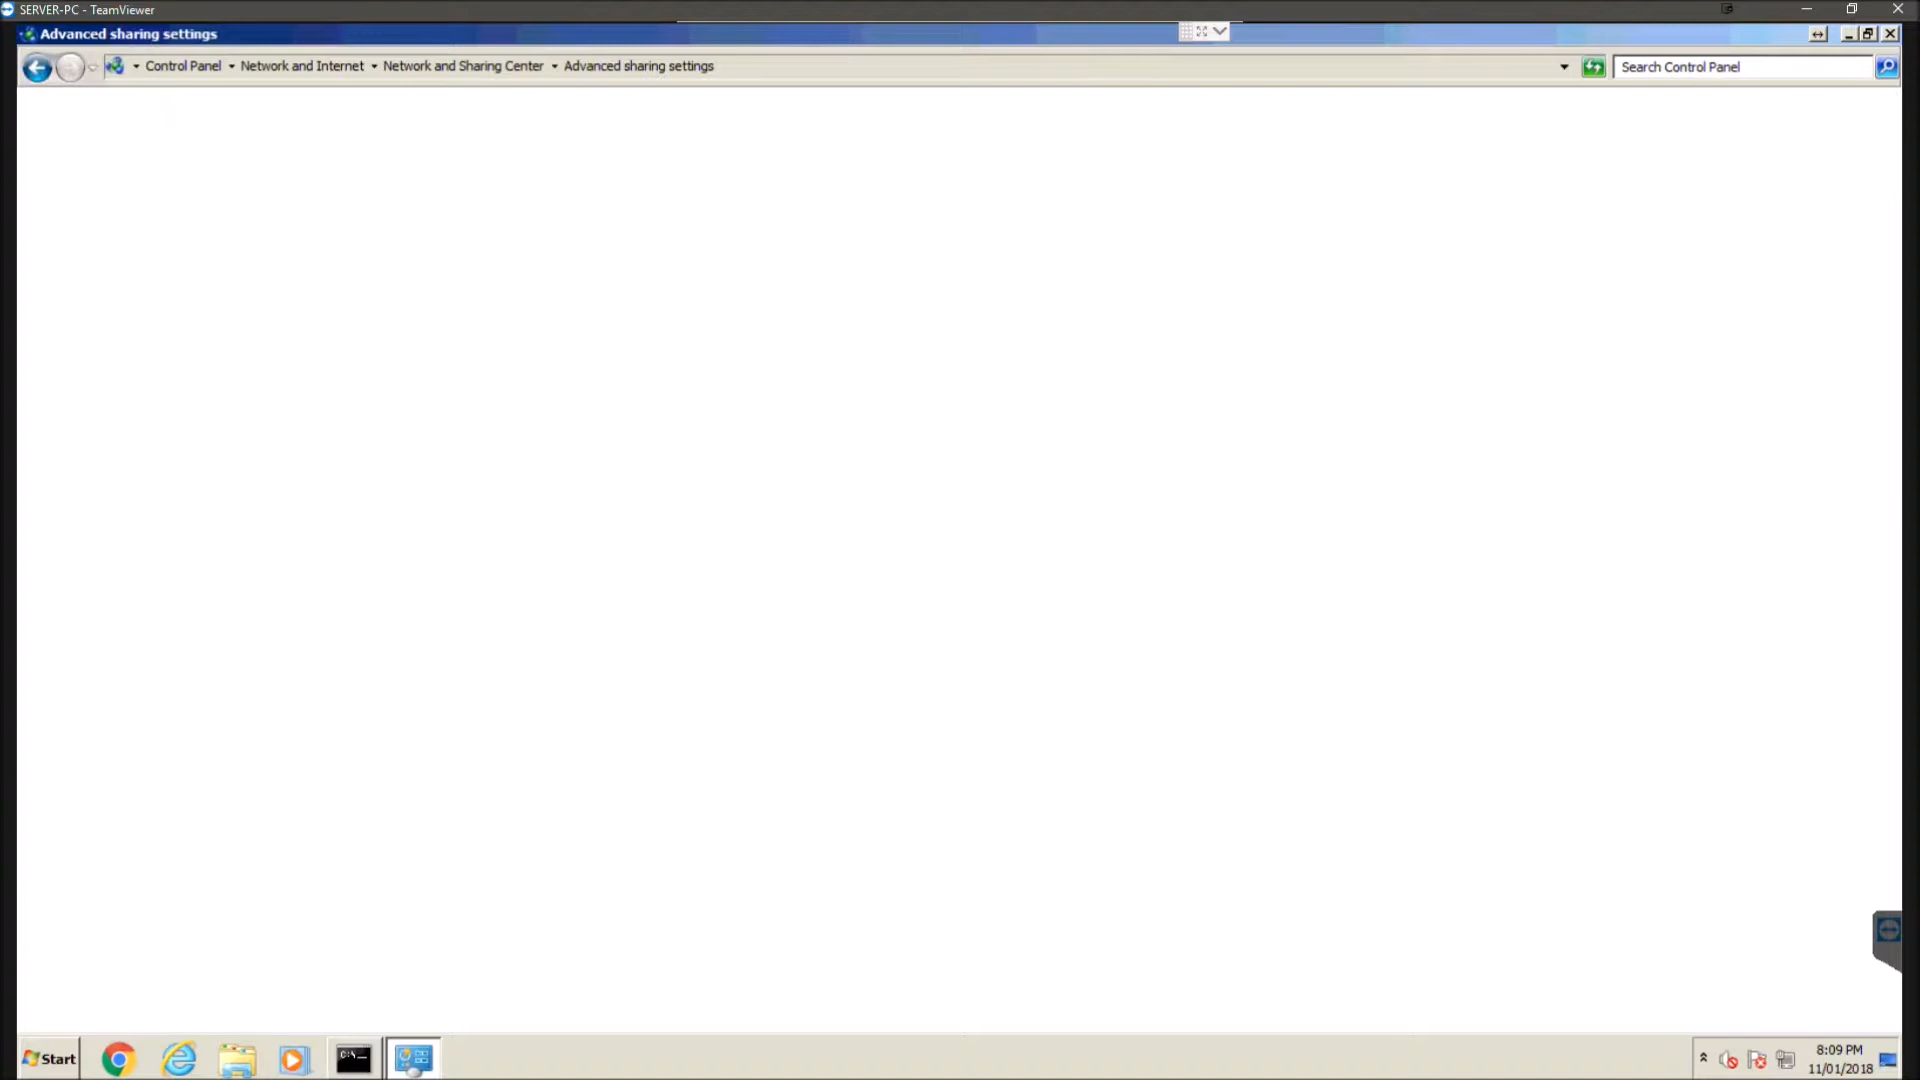 SERVER-PC - TeamViewer
Advanced sharing settings
Control Panel Network and Internet Network and Sharing Center Advanced sharing settings
Search Control Panel
Start
C:\_
8:09 PM
11/01/2018